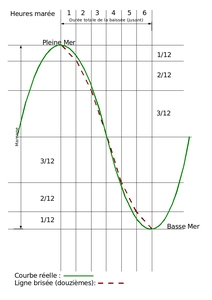 Heures marée 1 2 3 4 5 6
Durée totale de la baissée (jusant)
Pleine Mer
1/12
2/12
3/12
Marnage
3/12
2/12
1/12
Basse Mer
Courbe réelle :
Ligne brisée (douzièmes):